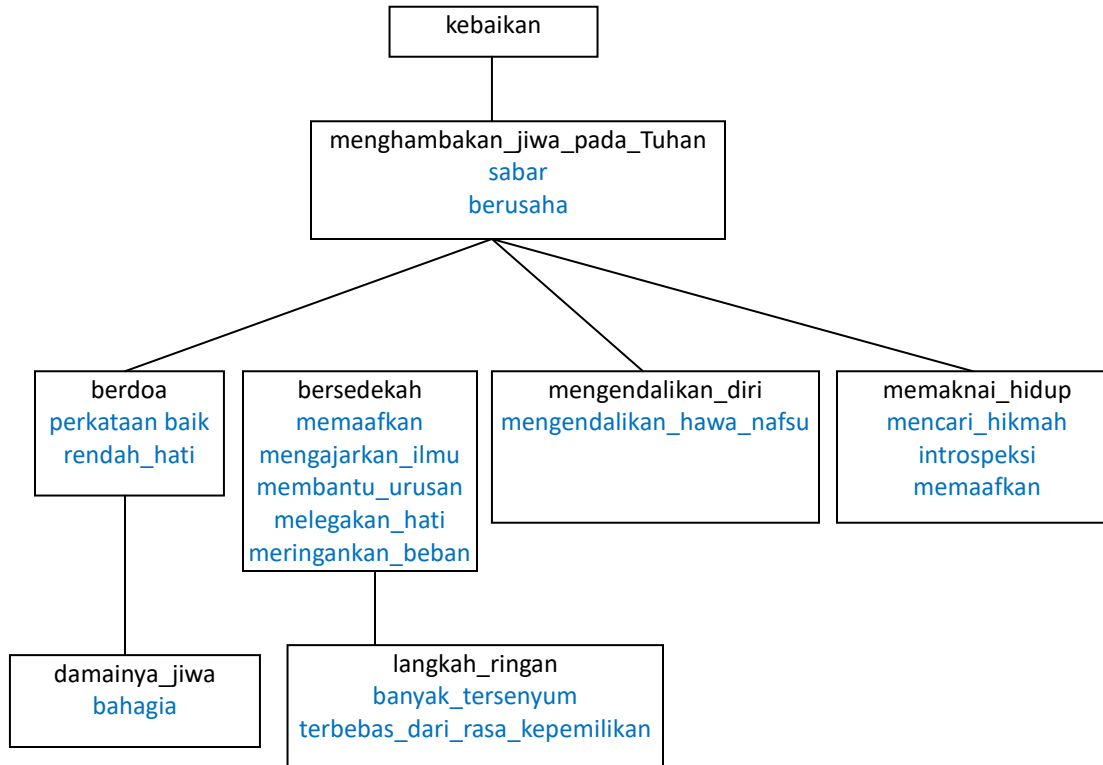 kebaikan
menghambakan_jiwa_pada_Tuhan
sabar
berusaha
berdoa
perkataan baik
rendah_hati
bersedekah
memaafkan
mengajarkan_ilmu
membantu_urusan
melegakan_hati
meringankan_beban
mengendalikan_diri
mengendalikan_hawa_nafsu
memaknai_hidup
mencari_hikmah
introspeksi
memaafkan
damainya_jiwa
bahagia
langkah_ringan
banyak_tersenyum
terbebas_dari_rasa_kepemilikan